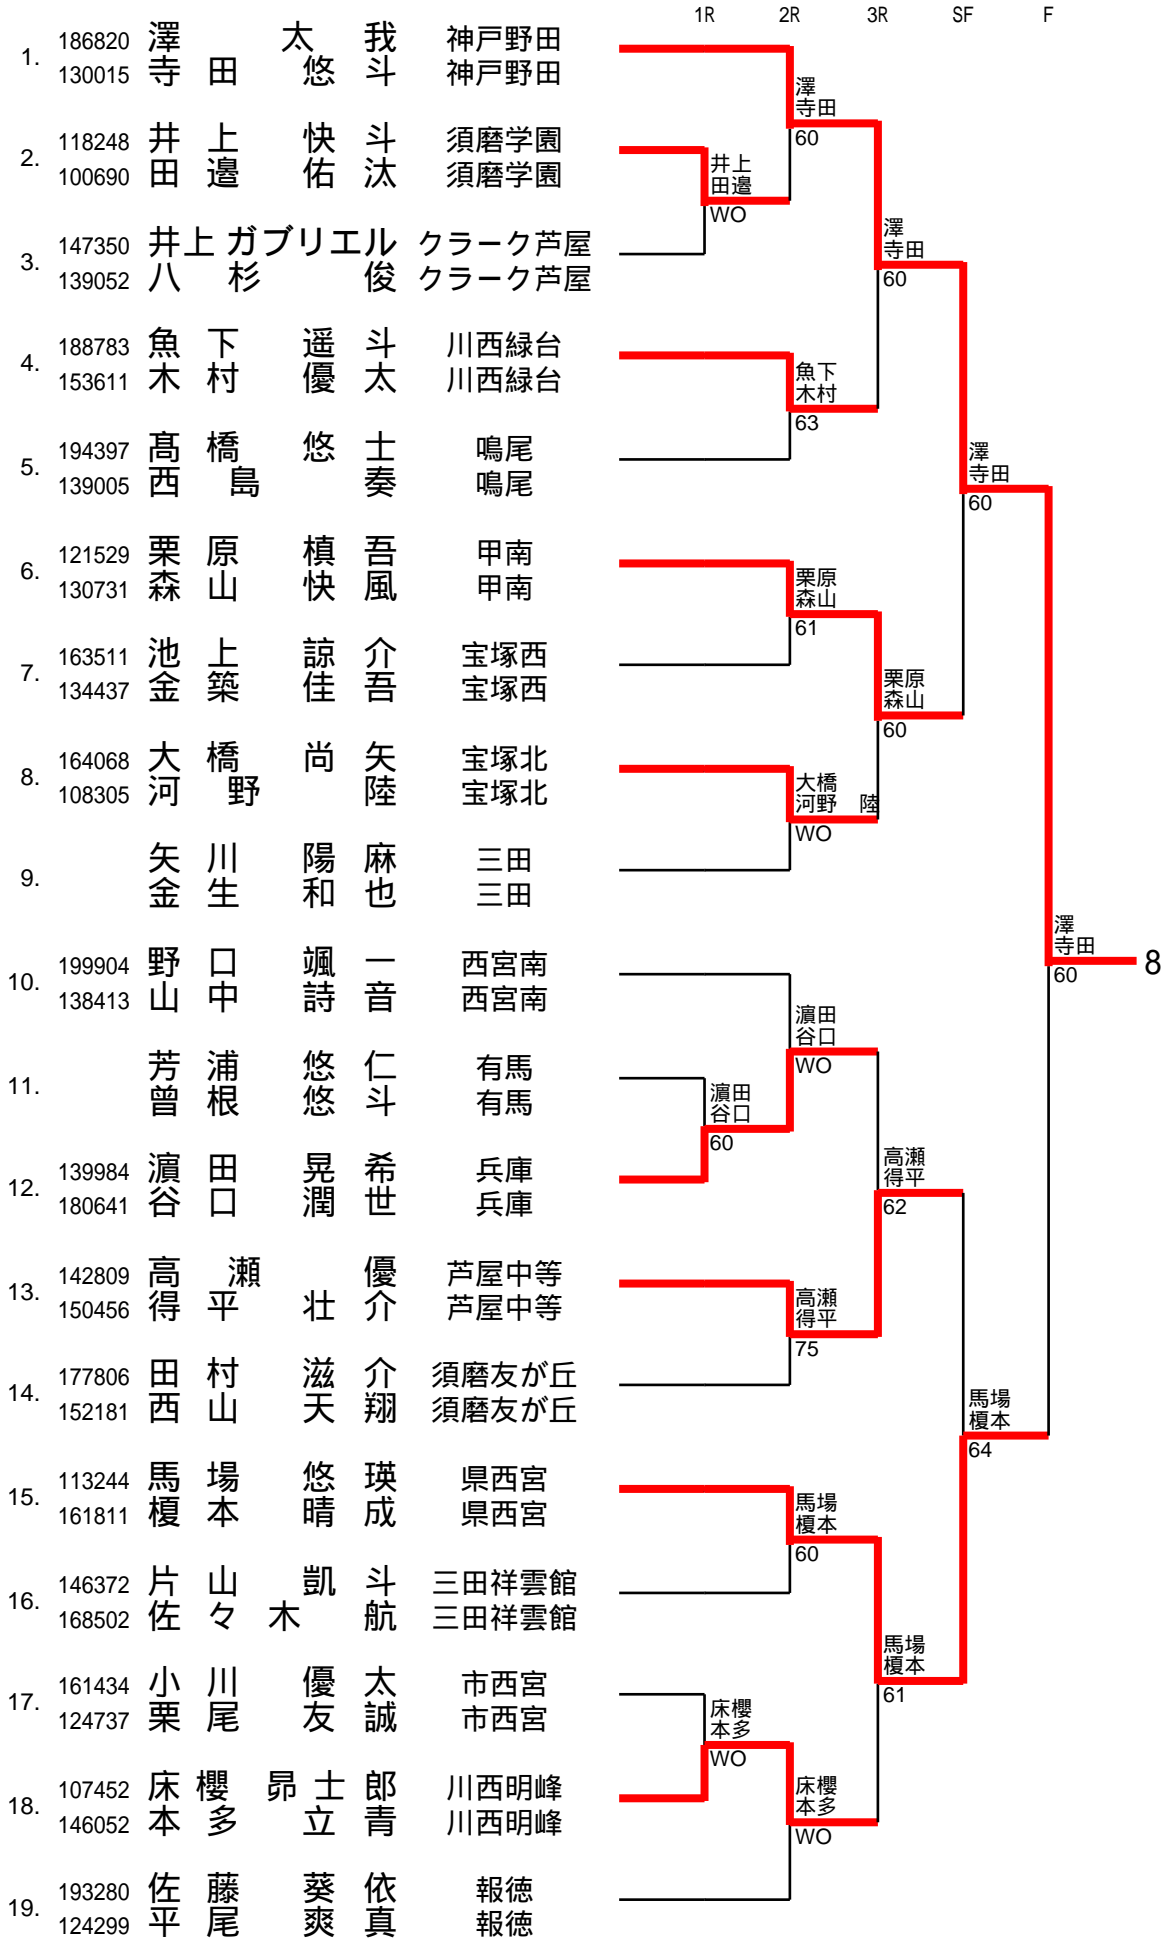 1R 2R 3R SF F
1. 186820 澤 太 我 神戸野田
130015 寺 田 悠 斗 神戸野田
澤
寺田
60
2. 118248 井 上 快 斗 須磨学園
100690 田 邉 佑 汰 須磨学園
井上
田邉
WO
3. 147350 井上 ガブリエル クラーク芦屋
139052 八 杉 俊 クラーク芦屋
澤
寺田
60
4. 188783 魚 下 遥 斗 川西緑台
153611 木 村 優 太 川西緑台
魚下
木村
63
5. 194397 髙 橋 悠 士 鳴尾
139005 西 島 奏 鳴尾
澤
寺田
60
6. 121529 栗 原 槙 吾 甲南
130731 森 山 快 風 甲南
栗原
森山
61
7. 163511 池 上 諒 介 宝塚西
134437 金 築 佳 吾 宝塚西
栗原
森山
60
8. 164068 大 橋 尚 矢 宝塚北
108305 河 野 陸 宝塚北
大橋
河野 陸
WO
9. 矢 川 陽 麻 三田
金 生 和 也 三田
澤
寺田
60
8
10. 199904 野 口 颯 一 西宮南
138413 山 中 詩 音 西宮南
濵田
谷口
WO
11. 芳 浦 悠 仁 有馬
曽 根 悠 斗 有馬
濵田
谷口
60
12. 139984 濵 田 晃 希 兵庫
180641 谷 口 潤 世 兵庫
高瀬
得平
62
13. 142809 高 瀬 優 芦屋中等
150456 得 平 壮 介 芦屋中等
高瀬
得平
75
14. 177806 田 村 滋 介 須磨友が丘
152181 西 山 天 翔 須磨友が丘
馬場
榎本
64
15. 113244 馬 場 悠 瑛 県西宮
161811 榎 本 晴 成 県西宮
馬場
榎本
60
16. 146372 片 山 凱 斗 三田祥雲館
168502 佐 々 木 航 三田祥雲館
馬場
榎本
61
17. 161434 小 川 優 太 市西宮
124737 栗 尾 友 誠 市西宮
床櫻
本多
WO
18. 107452 床 櫻 昴 士 郎 川西明峰
146052 本 多 立 青 川西明峰
床櫻
本多
WO
19. 193280 佐 藤 葵 依 報徳
124299 平 尾 爽 真 報徳